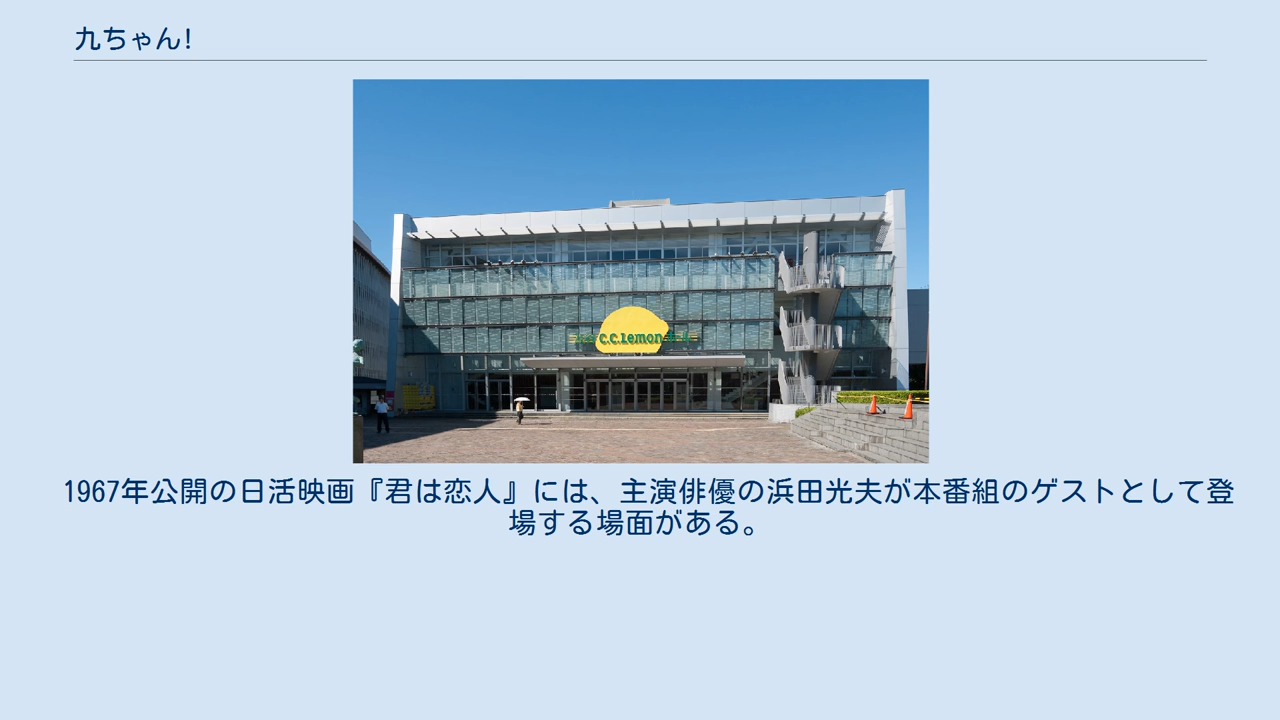 九ちゃん!
c.c.lemon
1967年公開の日活映画『君は恋人』には、主演俳優の浜田光夫が本番組のゲストとして登
場する場面がある。